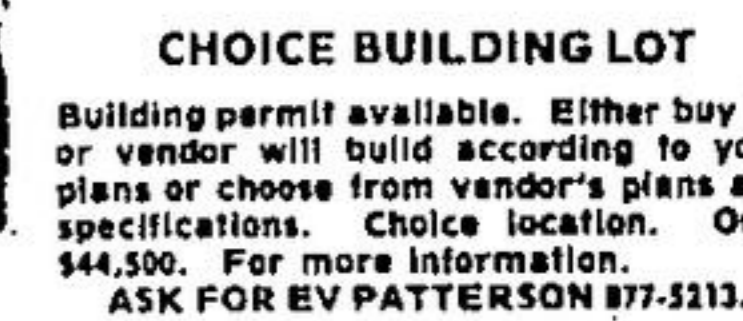 CHOICE BUILDING LOT
Building permit available. Either buy
or vendor will build according to
plans or choose from vendor's plans
specifications. Choice location.
$44,500. For more information.
ASK FOR EV PATTERSON 877-5213.